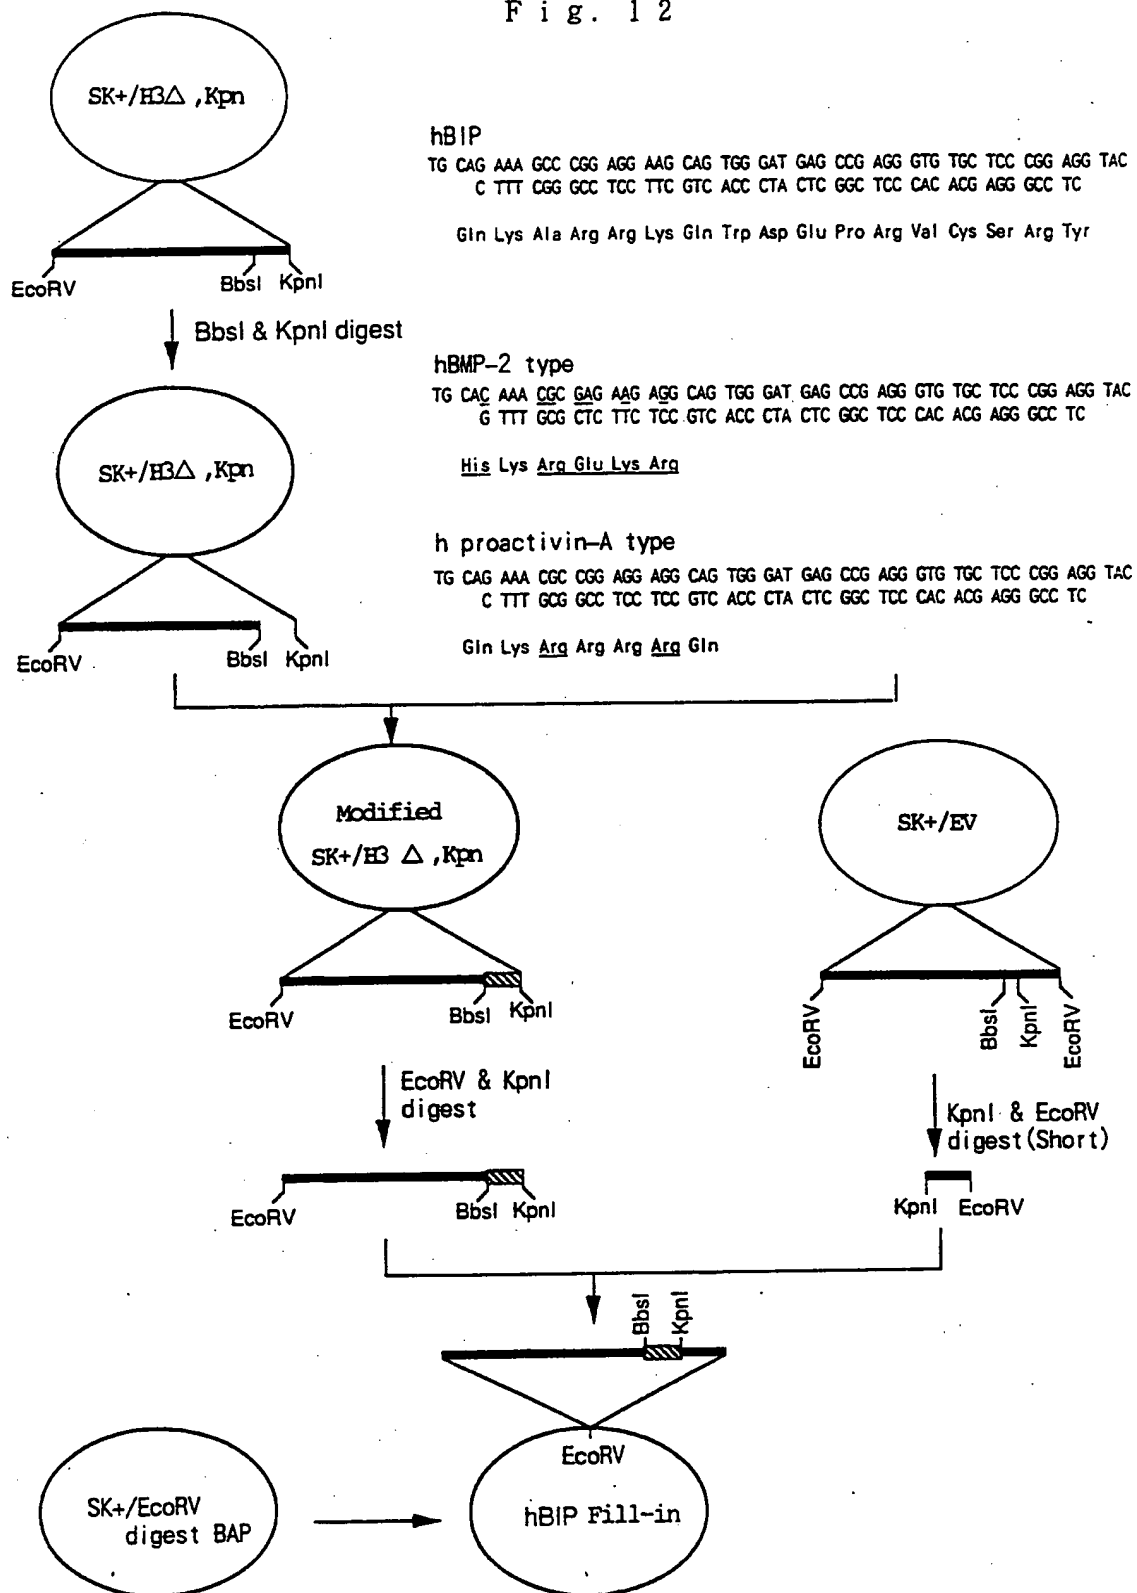 Fig. 12
SK+/H3△ ,Kpn
hBIP
TG CAG AAA GCC CGG AGG AAG CAG TGG GAT GAG CCG AGG GTG TGC TCC CGG AGG TAC
C TTT CGG GCC TCC TTC GTC ACC CTA CTC GGC TCC CAC ACG AGG GCC TC
Gln Lys Ala Arg Arg Lys Gln Trp Asp Glu Pro Arg Val Cys Ser Arg Tyr
EcoRV
BbsI
KpnI
BbsI & KpnI digest
hBMP-2 type
TG CAC AAA CGC GAG AAG AGG CAG TGG GAT GAG CCG AGG GTG TGC TCC CGG AGG TAC
G TTT GCG CTC TTC TCC GTC ACC CTA CTC GGC TCC CAC ACG AGG GCC TC
His Lys Arg Glu Lys Arg
SK+/H3△ ,Kpn
h proactivin-A type
TG CAG AAA CGC CGG AGG AGG CAG TGG GAT GAG CCG AGG GTG TGC TCC CGG AGG TAC
C TTT GCG GCC TCC TCC GTC ACC CTA CTC GGC TCC CAC ACG AGG GCC TC
Gln Lys Arg Arg Arg Arg Gln
EcoRV
BbsI
KpnI
Modified
SK+/H3 △ ,Kpn
SK+/EV
EcoRV
BbsI
KpnI
EcoRV
BbsI
KpnI
EcoRV
EcoRV & KpnI
digest
KpnI & EcoRV
digest(Short)
EcoRV
BbsI
KpnI
KpnI
EcoRV
BbsI
KpnI
EcoRV
SK+/EcoRV
digest BAP
hBIP Fill-in